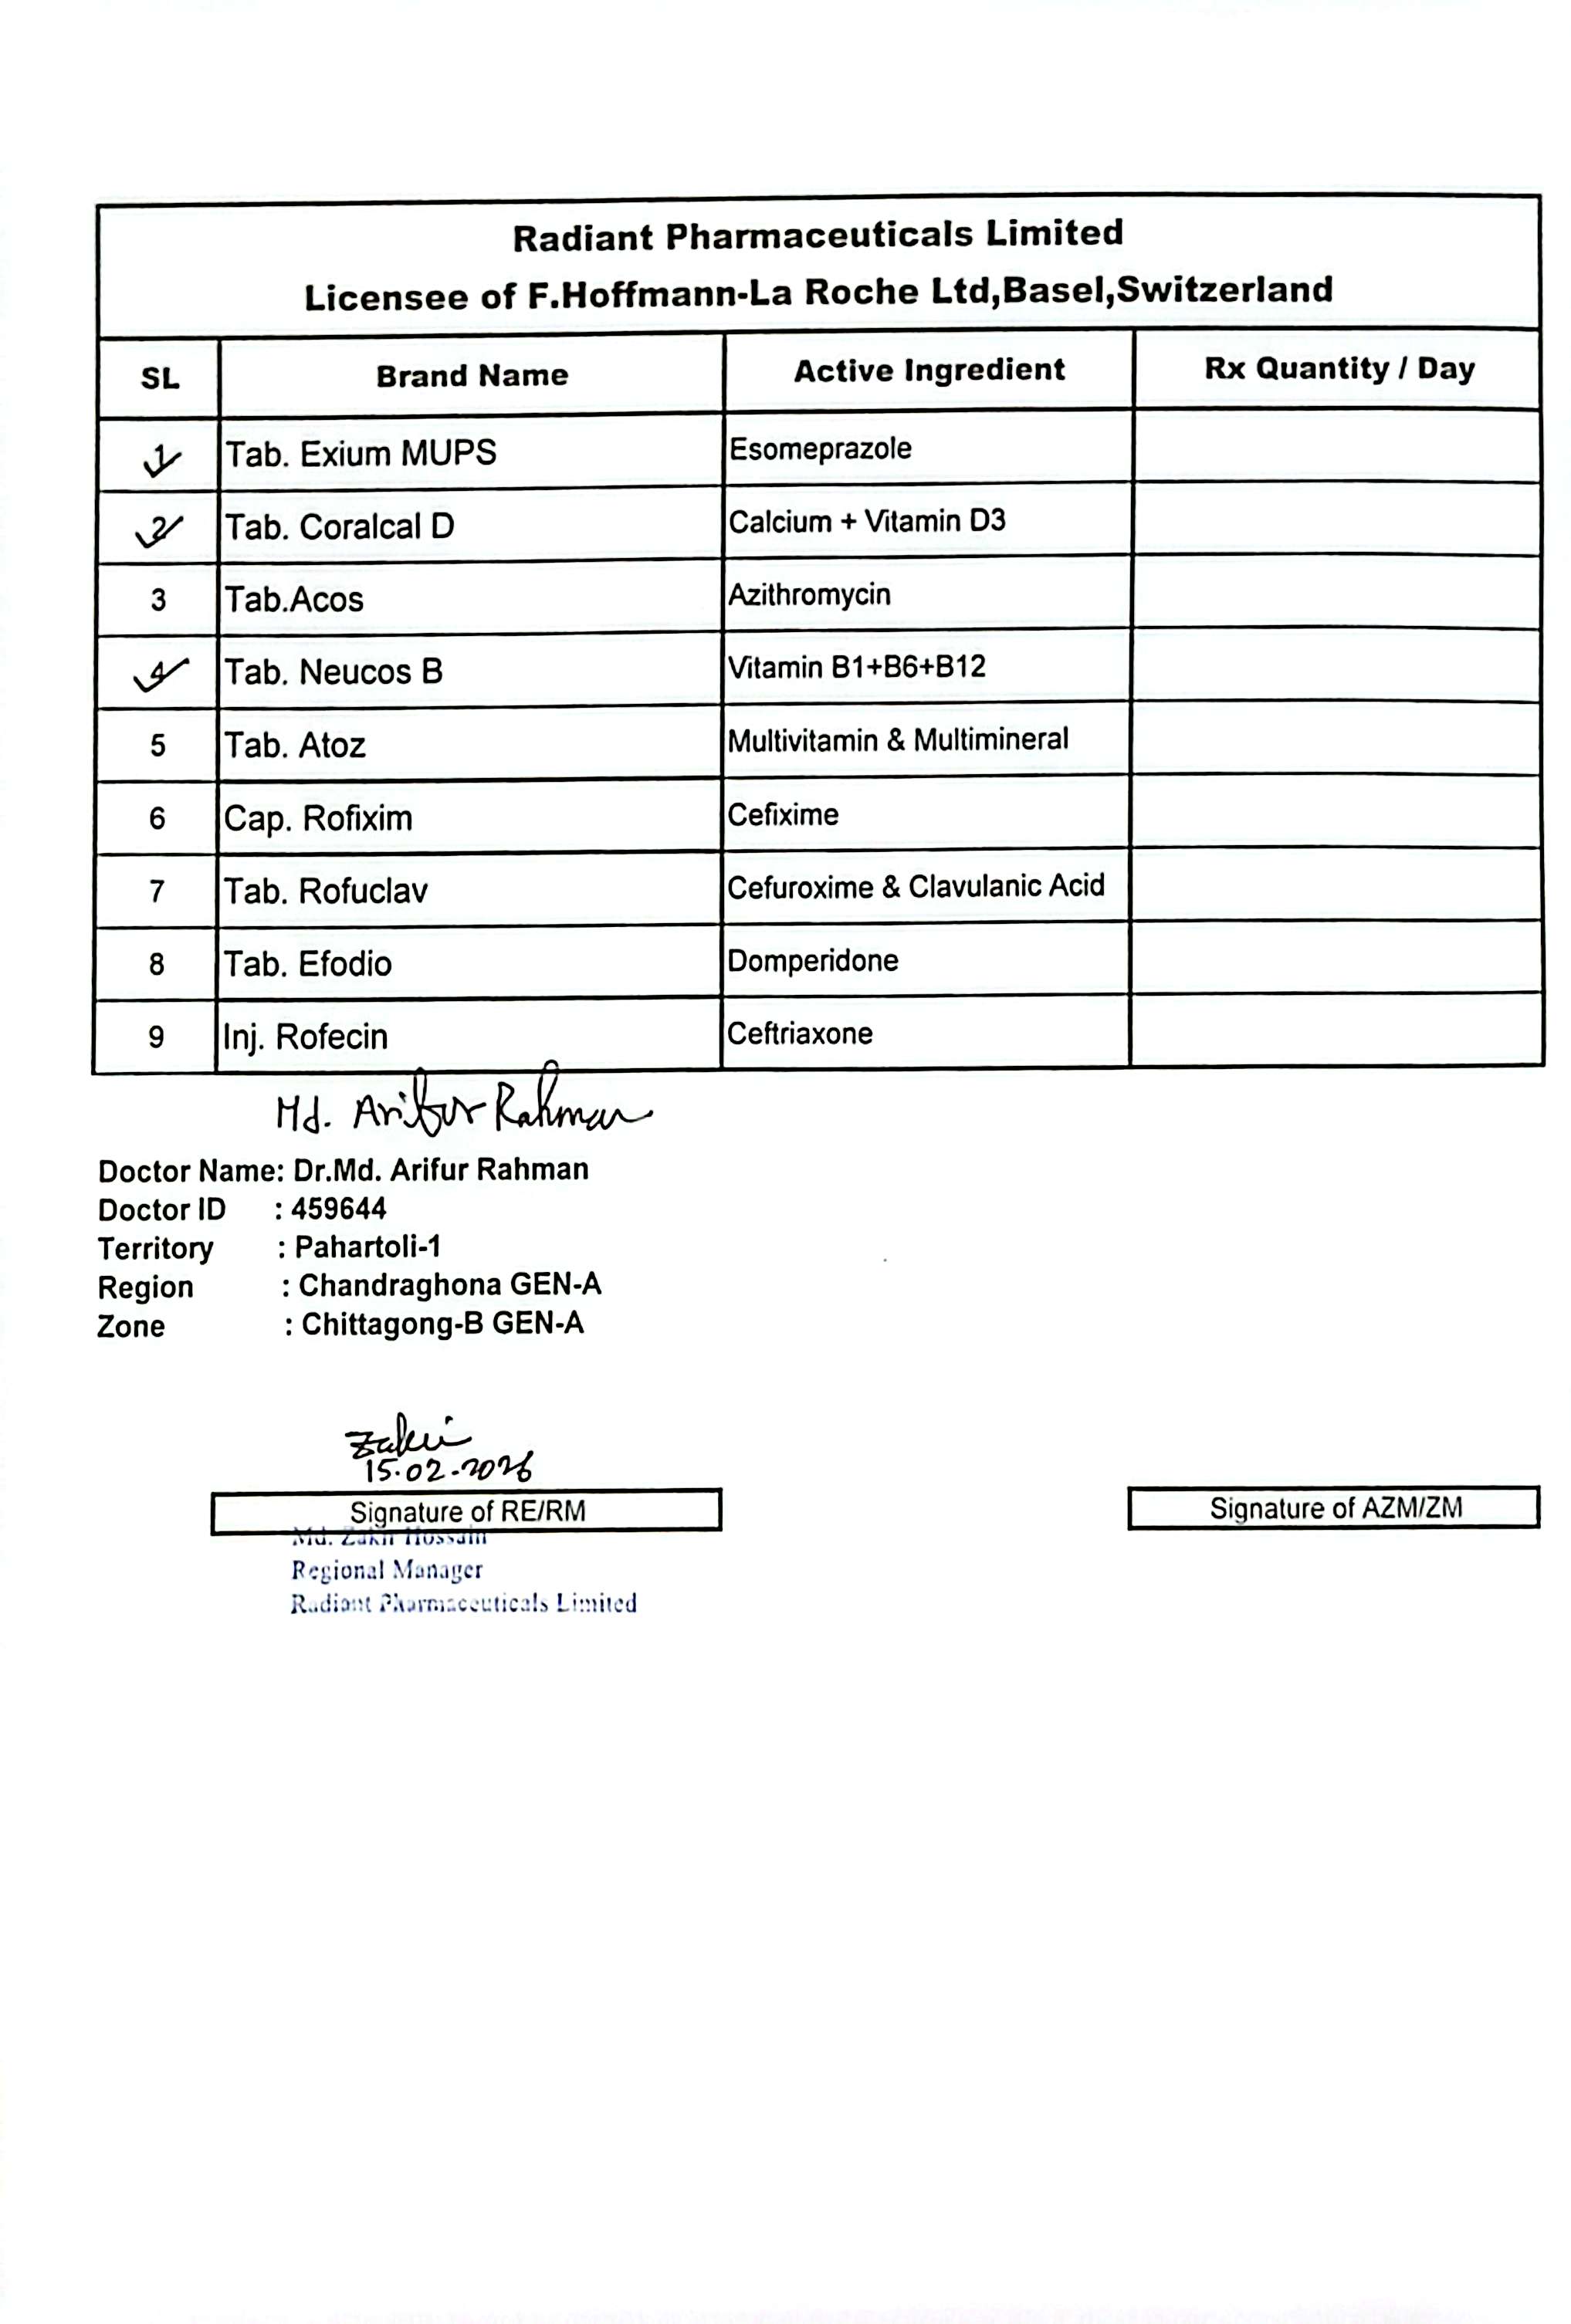 Radiant Pharmaceuticals Limited
Licensee of F.Hoffmann-La Roche Ltd,Basel,Switzerland
SL Brand Name Active Ingredient Rx Quantity / Day
1 Tab. Exium MUPS Esomeprazole
2 Tab. Coralcal D Calcium + Vitamin D3
3 Tab.Acos Azithromycin
4 Tab. Neucos B Vitamin B1+B6+B12
5 Tab. Atoz Multivitamin & Multimineral
6 Cap. Rofixim Cefixime
7 Tab. Rofuclav Cefuroxime & Clavulanic Acid
8 Tab. Efodio Domperidone
9 Inj. Rofecin Ceftriaxone
Md. Arifur Rahman
Doctor Name: Dr.Md. Arifur Rahman
Doctor ID : 459644
Territory : Pahartoli-1
Region : Chandraghona GEN-A
Zone : Chittagong-B GEN-A
Zakir
15.02.2026
Signature of RE/RM Signature of AZM/ZM
Md. Zakir Hossain
Regional Manager
Radiant Pharmaceuticals Limited